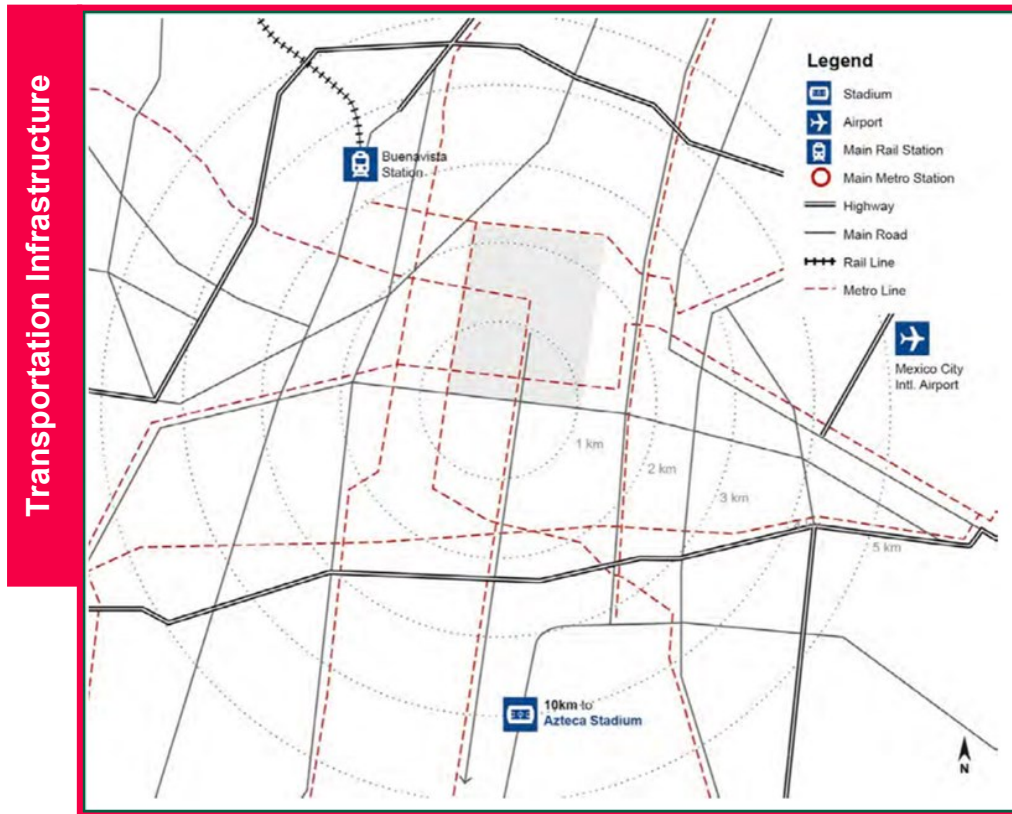 Transportation Infrastructure
Legend
Stadium
Airport
Main Rail Station
Main Metro Station
Highway
Main Road
Rail Line
Metro Line
Buenavista
Station
Mexico City
Intl. Airport
1 km
2 km
3 km
5 km
10km to
Azteca Stadium
N